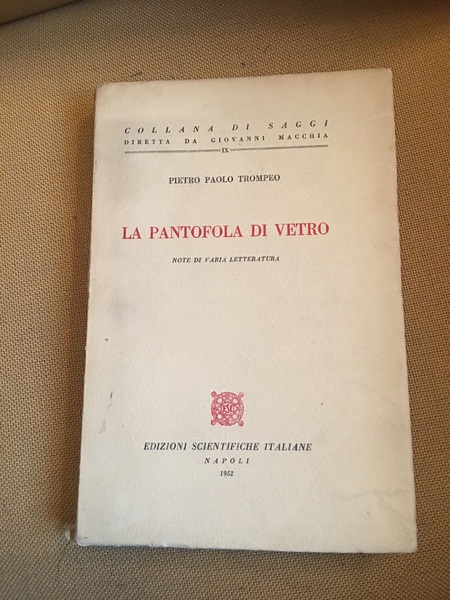 COLLANA DI SAGGI
DIRETTA DA GIOVANNI MACCHIA
IX
PIETRO PAOLO TROMPEO
LA PANTOFOLA DI VETRO
NOTE DI VARIA LETTERATURA
EDIZIONI SCIENTIFICHE ITALIANE
NAPOLI
1952